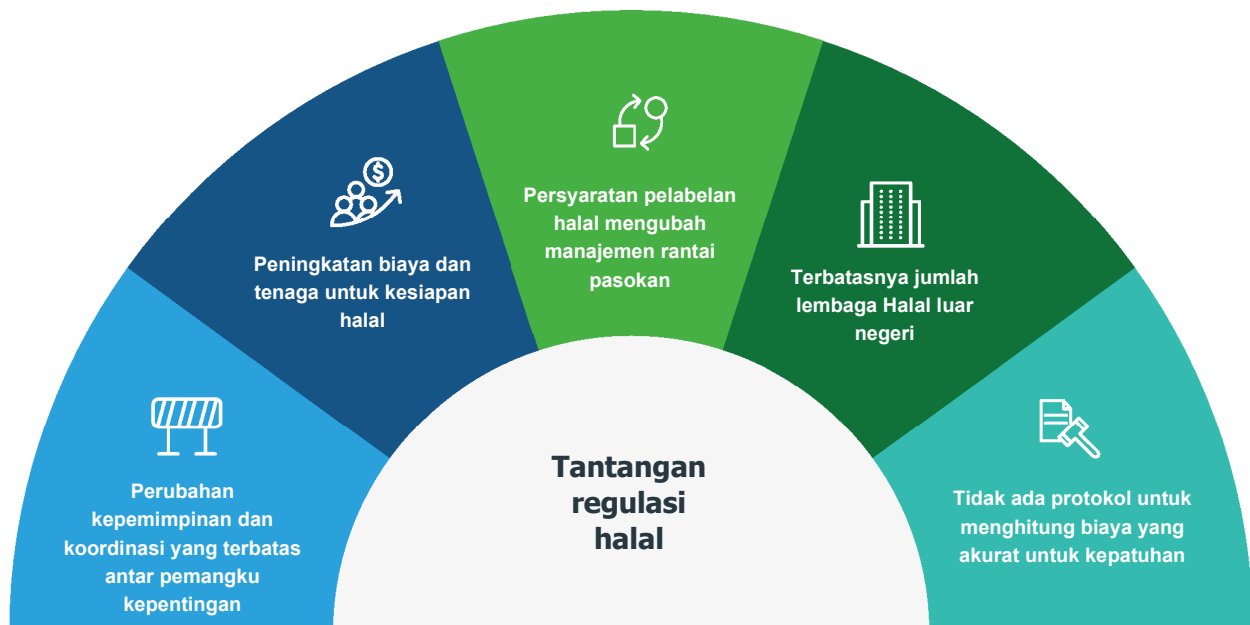 Perubahan
kepemimpinan dan
koordinasi yang terbatas
antar pemangku
kepentingan
Peningkatan biaya dan
tenaga untuk kesiapan
halal
$
Persyaratan pelabelan
halal mengubah
manajemen rantai
pasokan
Terbatasnya jumlah
lembaga Halal luar
negeri
Tidak ada protokol untuk
menghitung biaya yang
akurat untuk kepatuhan
Tantangan
regulasi
halal